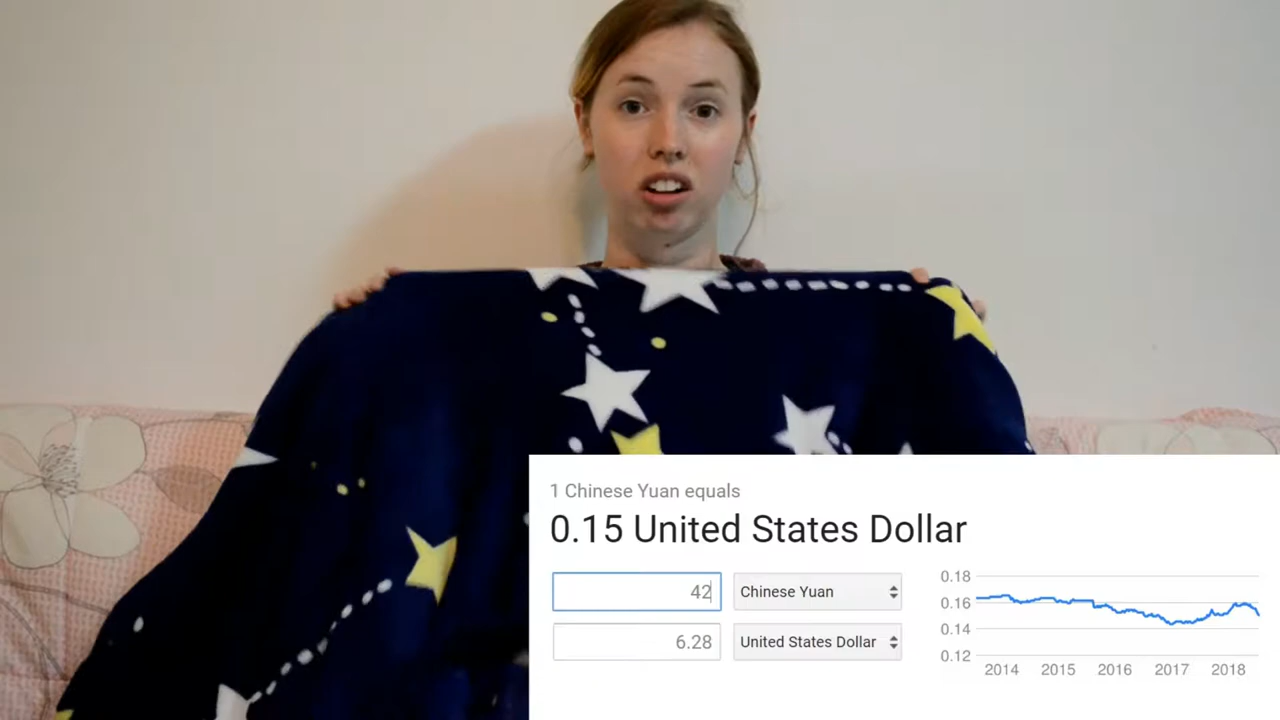 1 Chinese Yuan equals
0.15 United States Dollar
42 Chinese Yuan
6.28 United States Dollar
0.18
0.16
0.14
0.12
2014 2015 2016 2017 2018